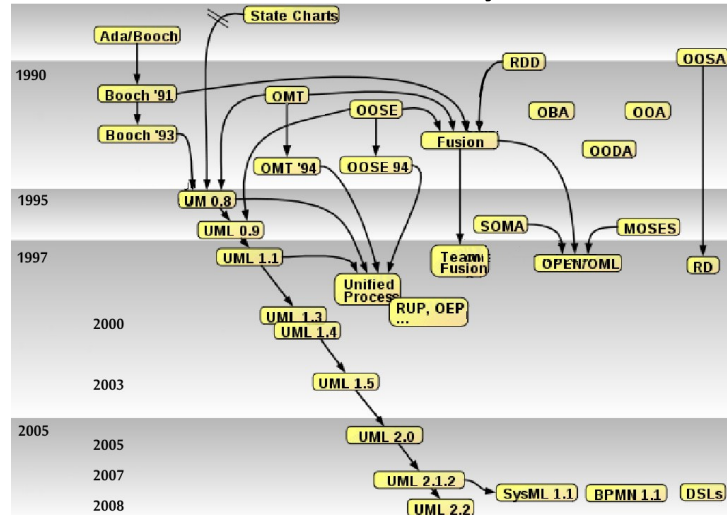 State Charts
Ada/Booch
OOSA
RDD
1990
Booch '91
OMT
OOSE
OBA
OOA
Booch '93
Fusion
OODA
OMT '94
OOSE 94
1995
UM 0.8
UML 0.9
SOMA
MOSES
1997
UML 1.1
Team
Fusion
OPEN/OML
RD
Unified
Process
RUP, OEP
...
UML 1.3
2000
UML 1.4
2003
UML 1.5
2005
UML 2.0
2005
2007
UML 2.1.2
SysML 1.1
BPMN 1.1
DSLs
2008
UML 2.2